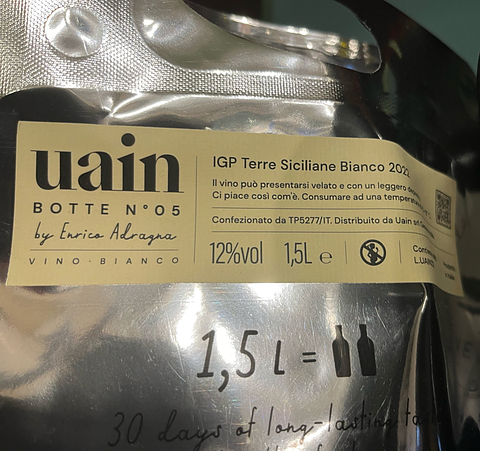 uain
BOTTE N°05
by Enrico Adragna
VINO · BIANCO
IGP Terre Siciliane Bianco
Il vino può presentarsi velato e con un leggero
Ci piace così com'è. Consumare ad una
Confezionato da TP5277/IT. Distribuito da Uain
12%vol 1,5L ℮
1,5 L =
30 days of long-lasting